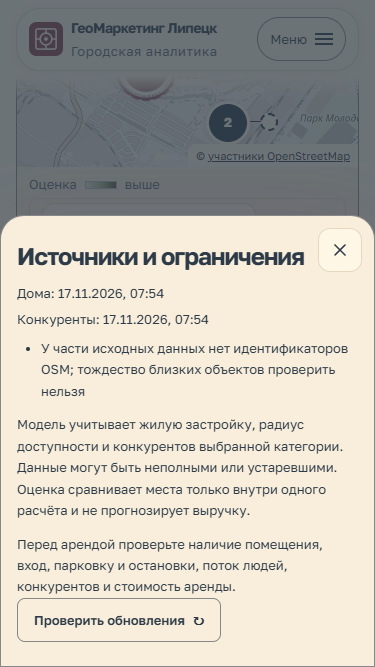 ГеоМаркетинг Липецк
Городская аналитика
Меню
2
Парк Молод
© участники OpenStreetMap
Оценка выше
Источники и ограничения
Дома: 17.11.2026, 07:54
Конкуренты: 17.11.2026, 07:54
• У части исходных данных нет идентификаторов
OSM; тождество близких объектов проверить
нельзя
Модель учитывает жилую застройку, радиус
доступности и конкурентов выбранной категории.
Данные могут быть неполными или устаревшими.
Оценка сравнивает места только внутри одного
расчёта и не прогнозирует выручку.
Перед арендой проверьте наличие помещения,
вход, парковку и остановки, поток людей,
конкурентов и стоимость аренды.
Проверить обновления ↻